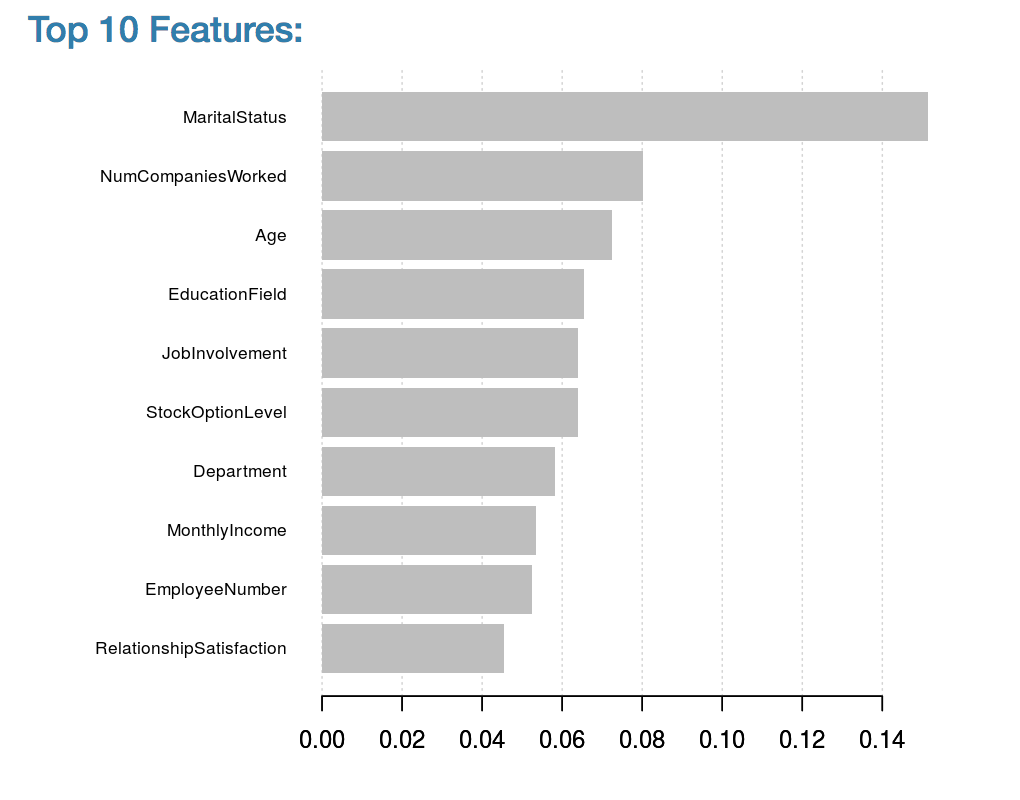 Top 10 Features:
MaritalStatus
NumCompaniesWorked
Age
EducationField
JobInvolvement
StockOptionLevel
Department
MonthlyIncome
EmployeeNumber
RelationshipSatisfaction
0.00 0.02 0.04 0.06 0.08 0.10 0.12 0.14